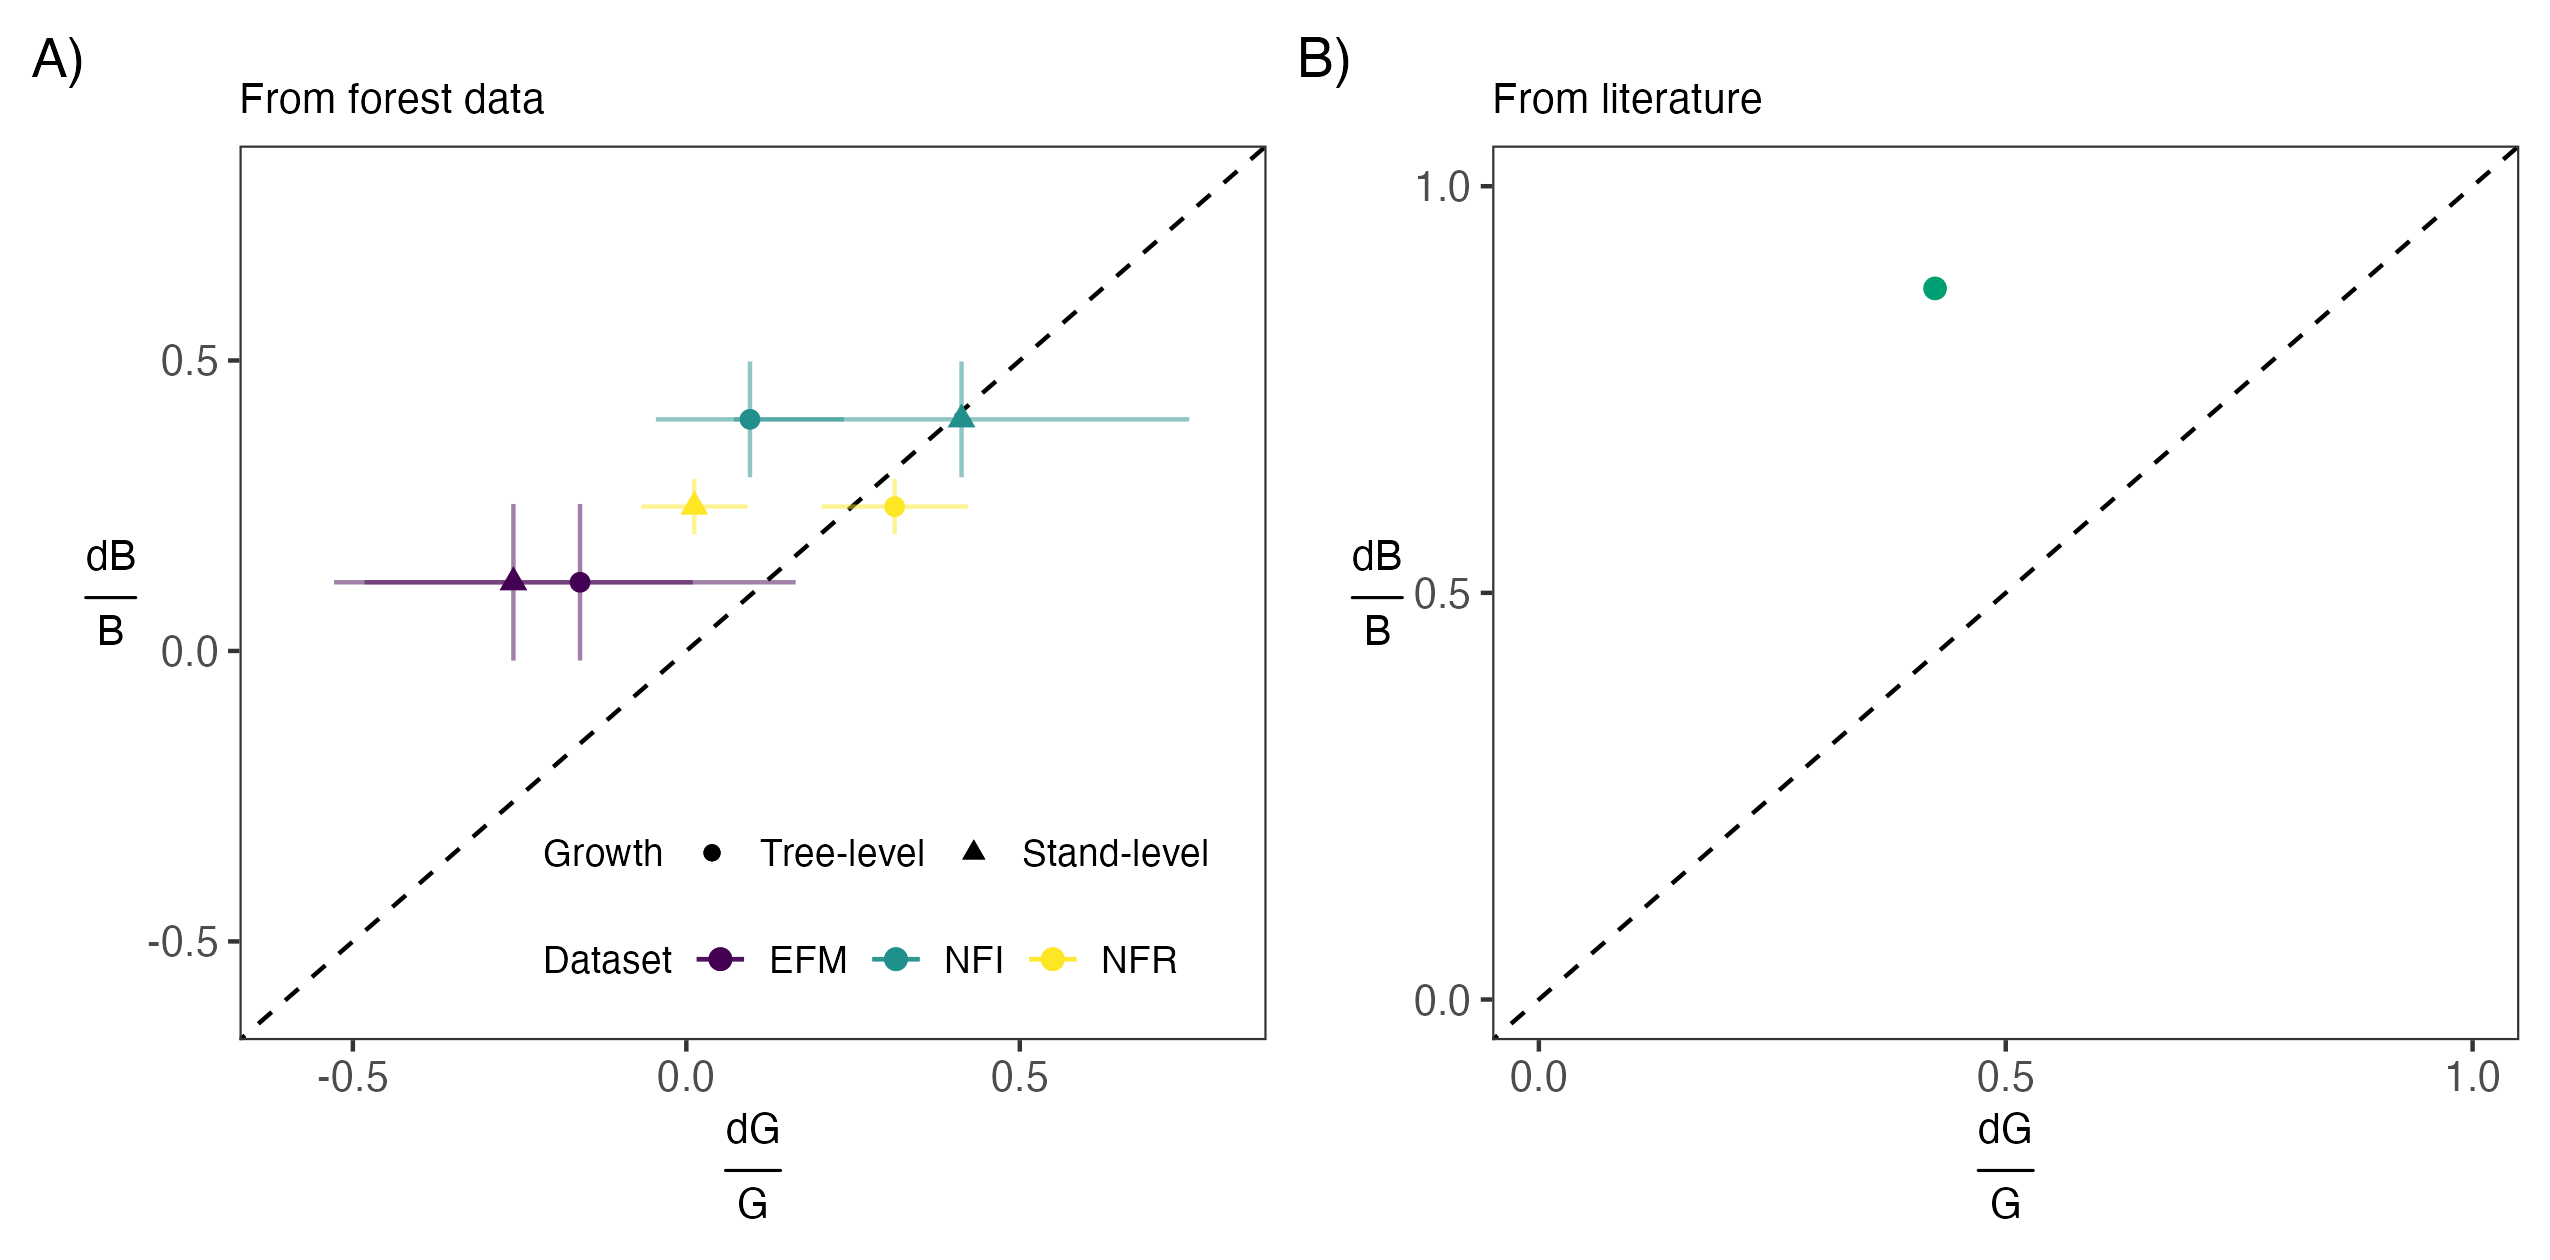 A)
From forest data
0.5
0.0
-0.5
dB
B
-0.5 0.0 0.5
dG
G
Growth Tree-level Stand-level
Dataset EFM NFI NFR
B)
From literature
1.0
0.5
0.0
dB
B
0.0 0.5 1.0
dG
G